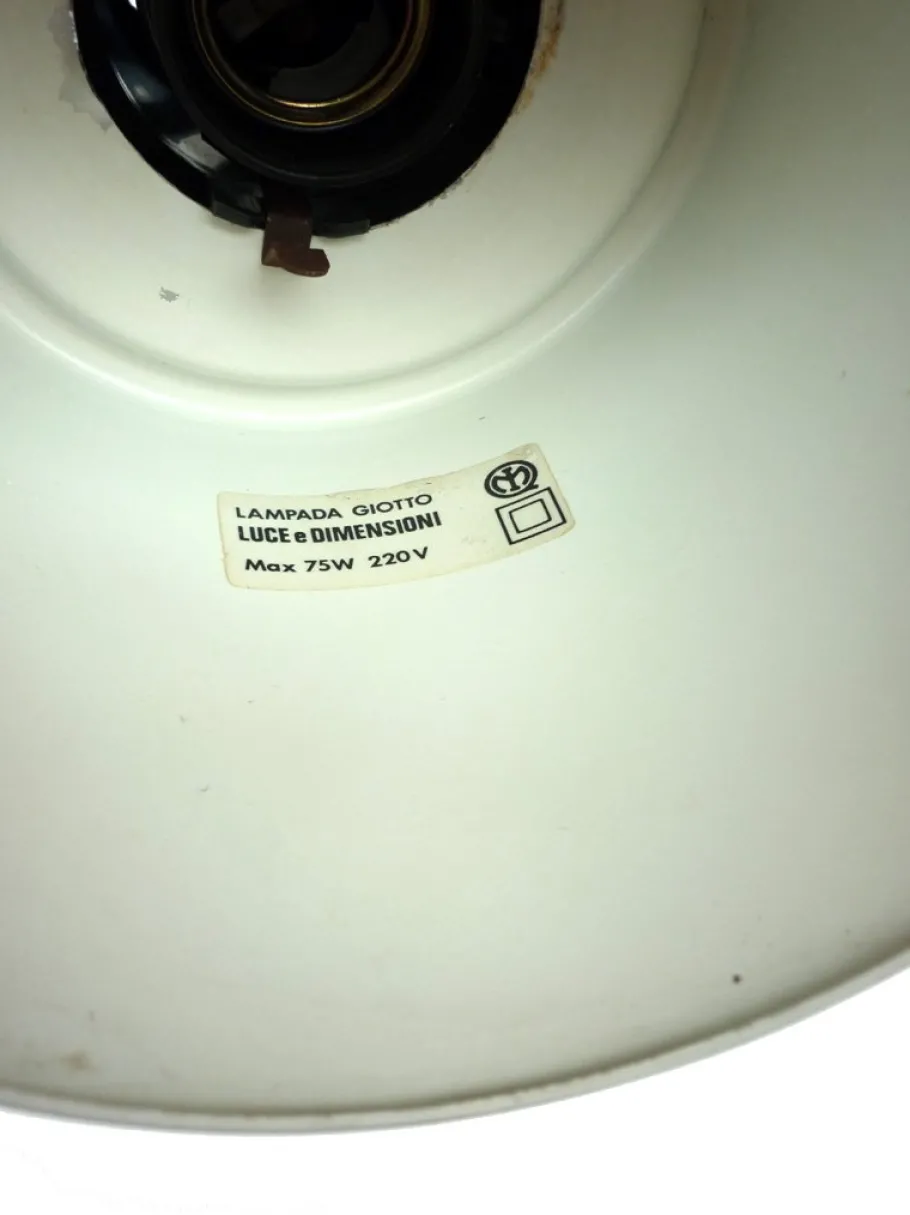 LAMPADA GIOTTO
LUCE e DIMENSIONI
Max 75W 220V